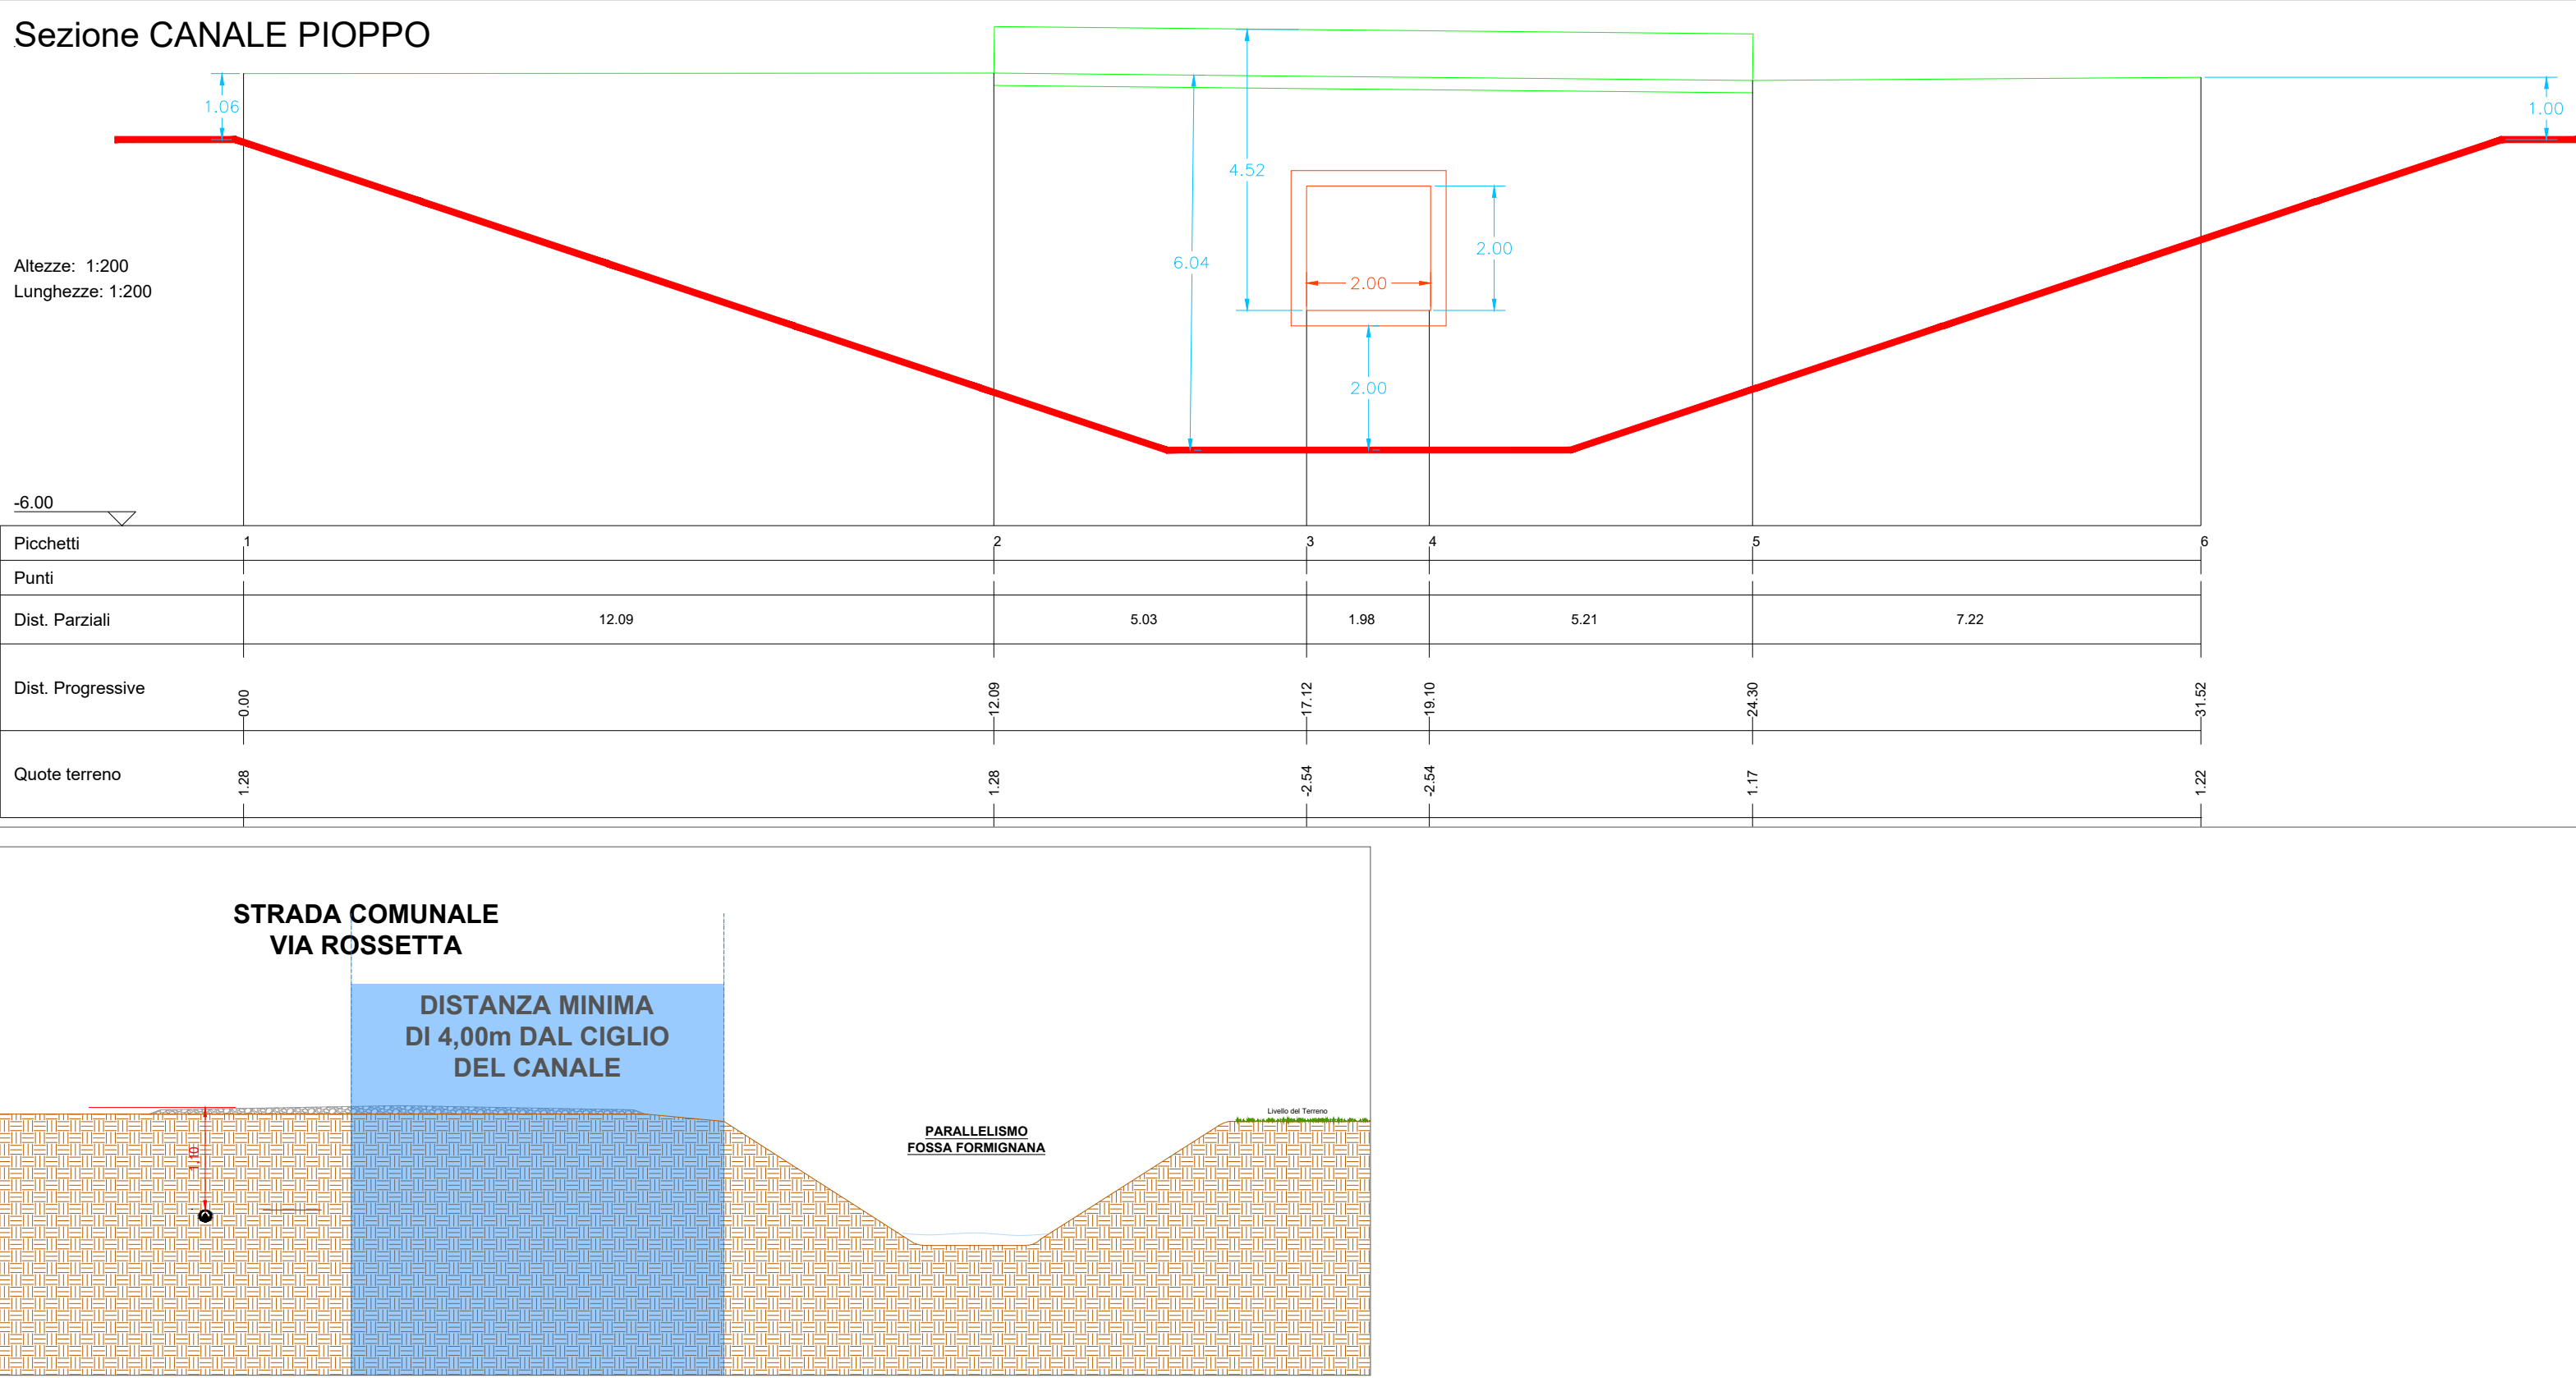 Sezione CANALE PIOPPO
1.06
1.00
4.52
6.04
2.00
2.00
2.00
Altezze: 1:200
Lunghezze: 1:200
-6.00
Picchetti 1 2 3 4 5 6
Punti
Dist. Parziali 12.09 5.03 1.98 5.21 7.22
Dist. Progressive 0.00 12.09 17.12 19.10 24.30 31.52
Quote terreno 1.28 1.28 -2.54 -2.54 1.17 1.22
STRADA COMUNALE
VIA ROSSETTA
DISTANZA MINIMA
DI 4,00m DAL CIGLIO
DEL CANALE
Livello del Terreno
PARALLELISMO
FOSSA FORMIGNANA
1,10